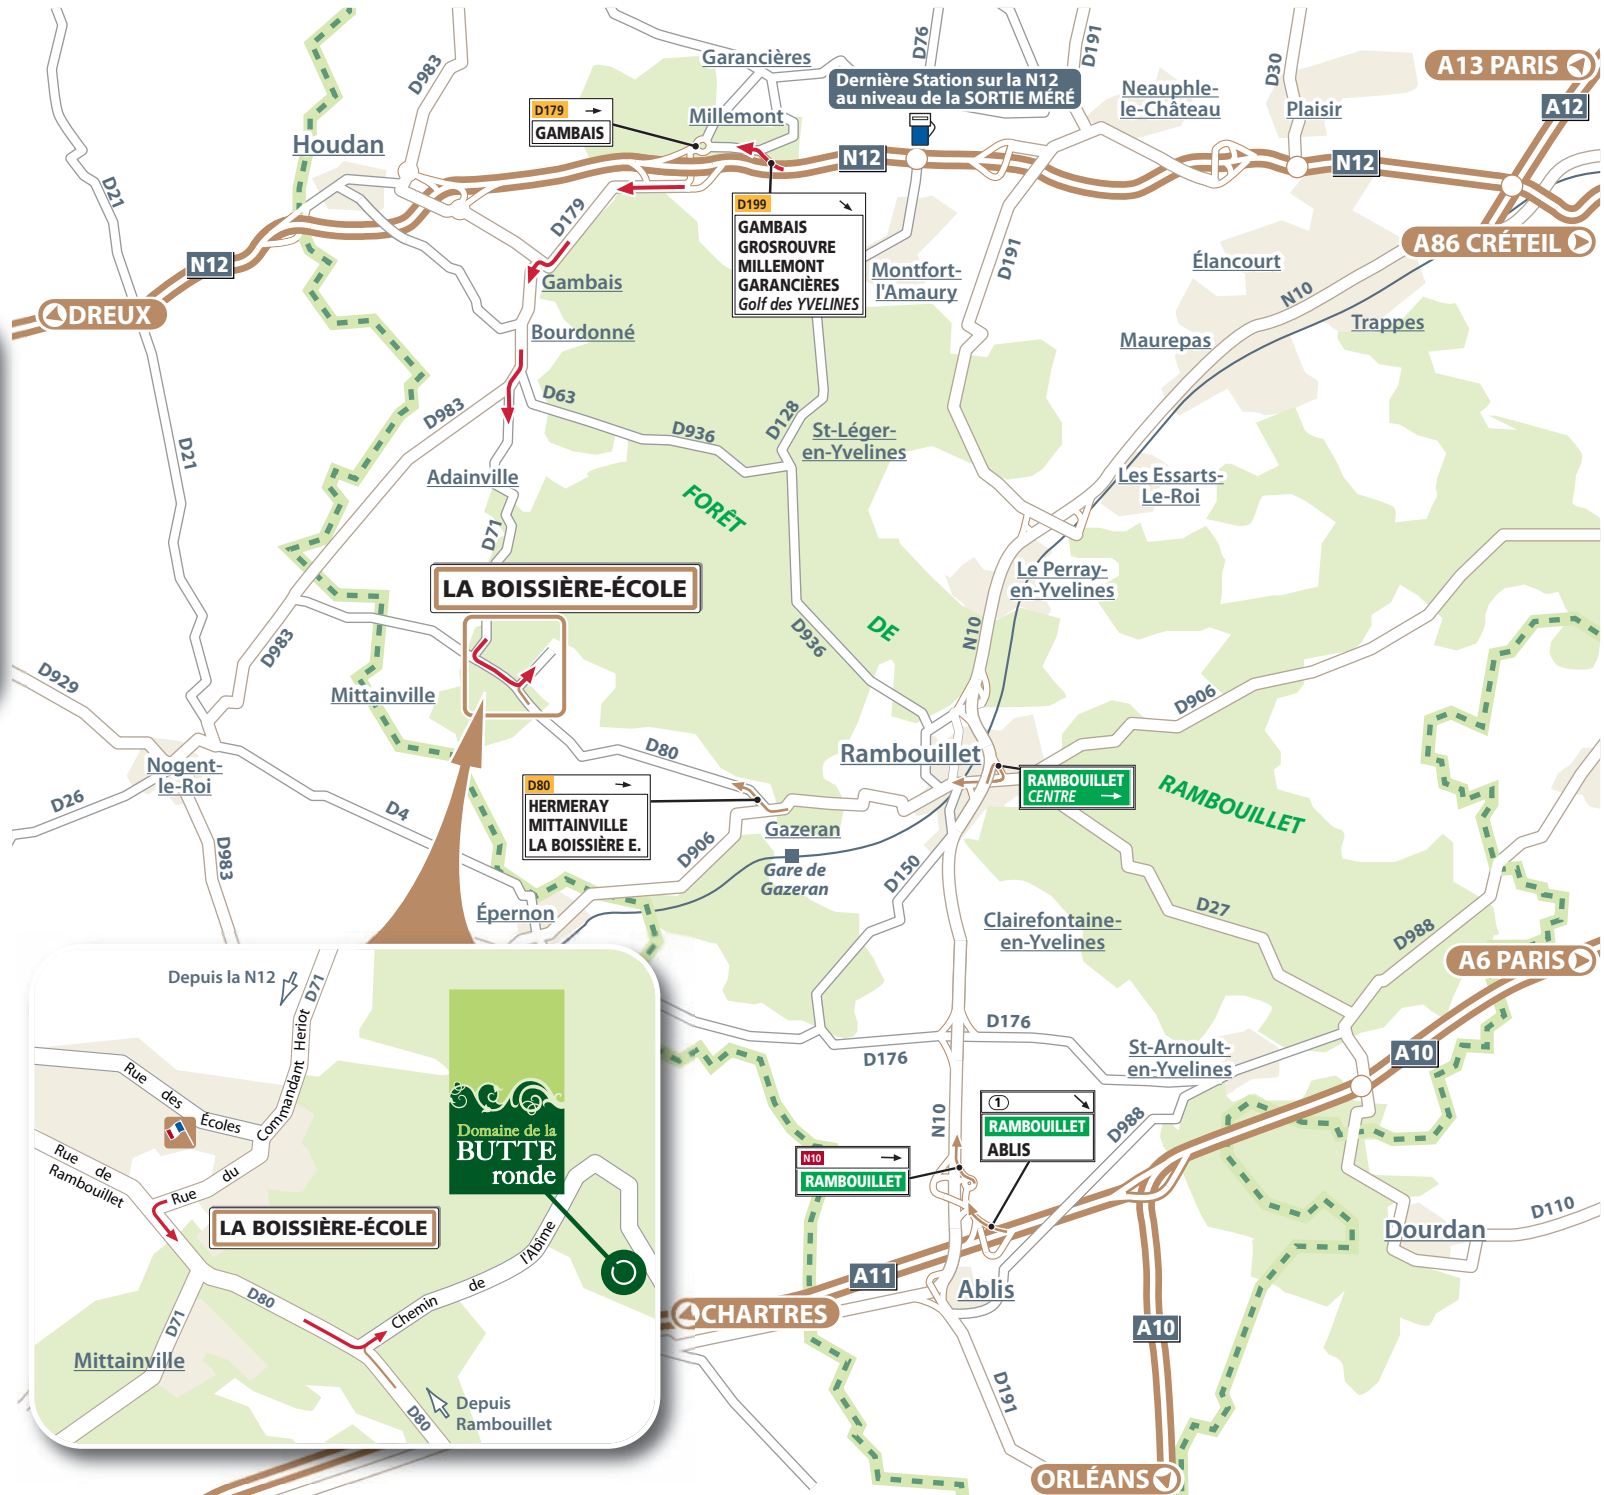 D983
D76
D191
Garancières
Dernière Station sur la N12
au niveau de la SORTIE MÉRÉ
Neauphle-
le-Château
D30
Plaisir
A13 PARIS
A12
D179
GAMBAIS
Millemont
Houdan
N12
N12
D21
D179
D199
GAMBAIS
GROSROUVRE
MILLEMONT
GARANCIÈRES
Golf des YVELINES
D191
A86 CRÉTEIL
Élancourt
N12
Gambais
Montfort-
l'Amaury
N10
DREUX
Bourdonné
Maurepas
Trappes
D63
D983
D936
D128
St-Léger-
en-Yvelines
D21
Adainville
FORÊT
Les Essarts-
Le-Roi
D71
LA BOISSIÈRE-ÉCOLE
Le Perray-
en-Yvelines
DE
D936
N10
D983
D929
Mittainville
D906
D80
Rambouillet
Nogent-
le-Roi
RAMBOUILLET
CENTRE
RAMBOUILLET
D80
HERMERAY
MITTAINVILLE
LA BOISSIÈRE E.
D26
D4
Gazeran
D983
D906
Gare de
Gazeran
D150
Épernon
Clairefontaine-
en-Yvelines
D27
D988
A6 PARIS
D176
D176
St-Arnoult-
en-Yvelines
A10
N10
1
RAMBOUILLET
ABLIS
D988
N10
RAMBOUILLET
D110
Dourdan
A11
Ablis
CHARTRES
A10
D191
ORLÉANS
Depuis la N12
D71
Rue des Écoles
Rue du Commandant Heriot
Rue de
Rambouillet
Domaine de la
BUTTE
ronde
LA BOISSIÈRE-ÉCOLE
D80
Chemin de l'Abîme
D71
Mittainville
D80
Depuis
Rambouillet